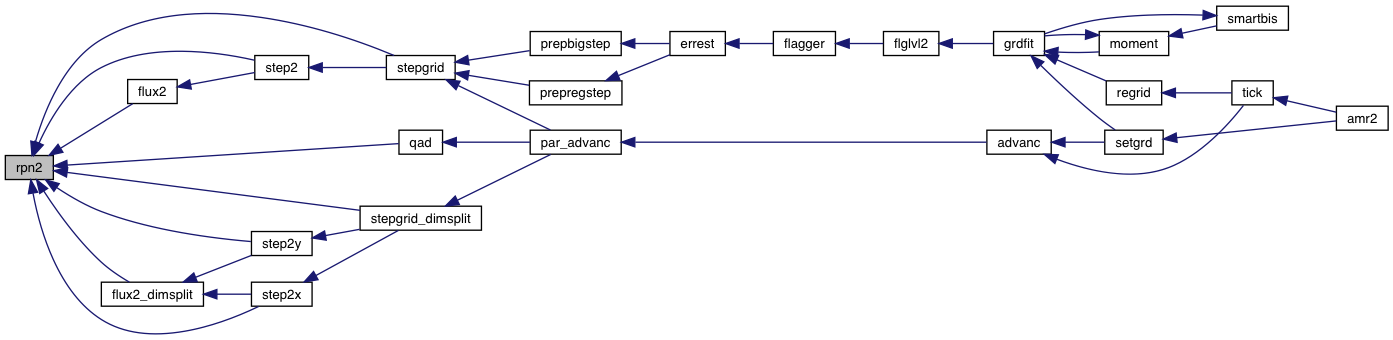 smartbis
prepbigstep
errest
flagger
flglvl2
grdfit
moment
step2
stepgrid
flux2
prepregstep
regrid
tick
amr2
qad
par_advanc
advanc
setgrd
rpn2
stepgrid_dimsplit
step2y
flux2_dimsplit
step2x